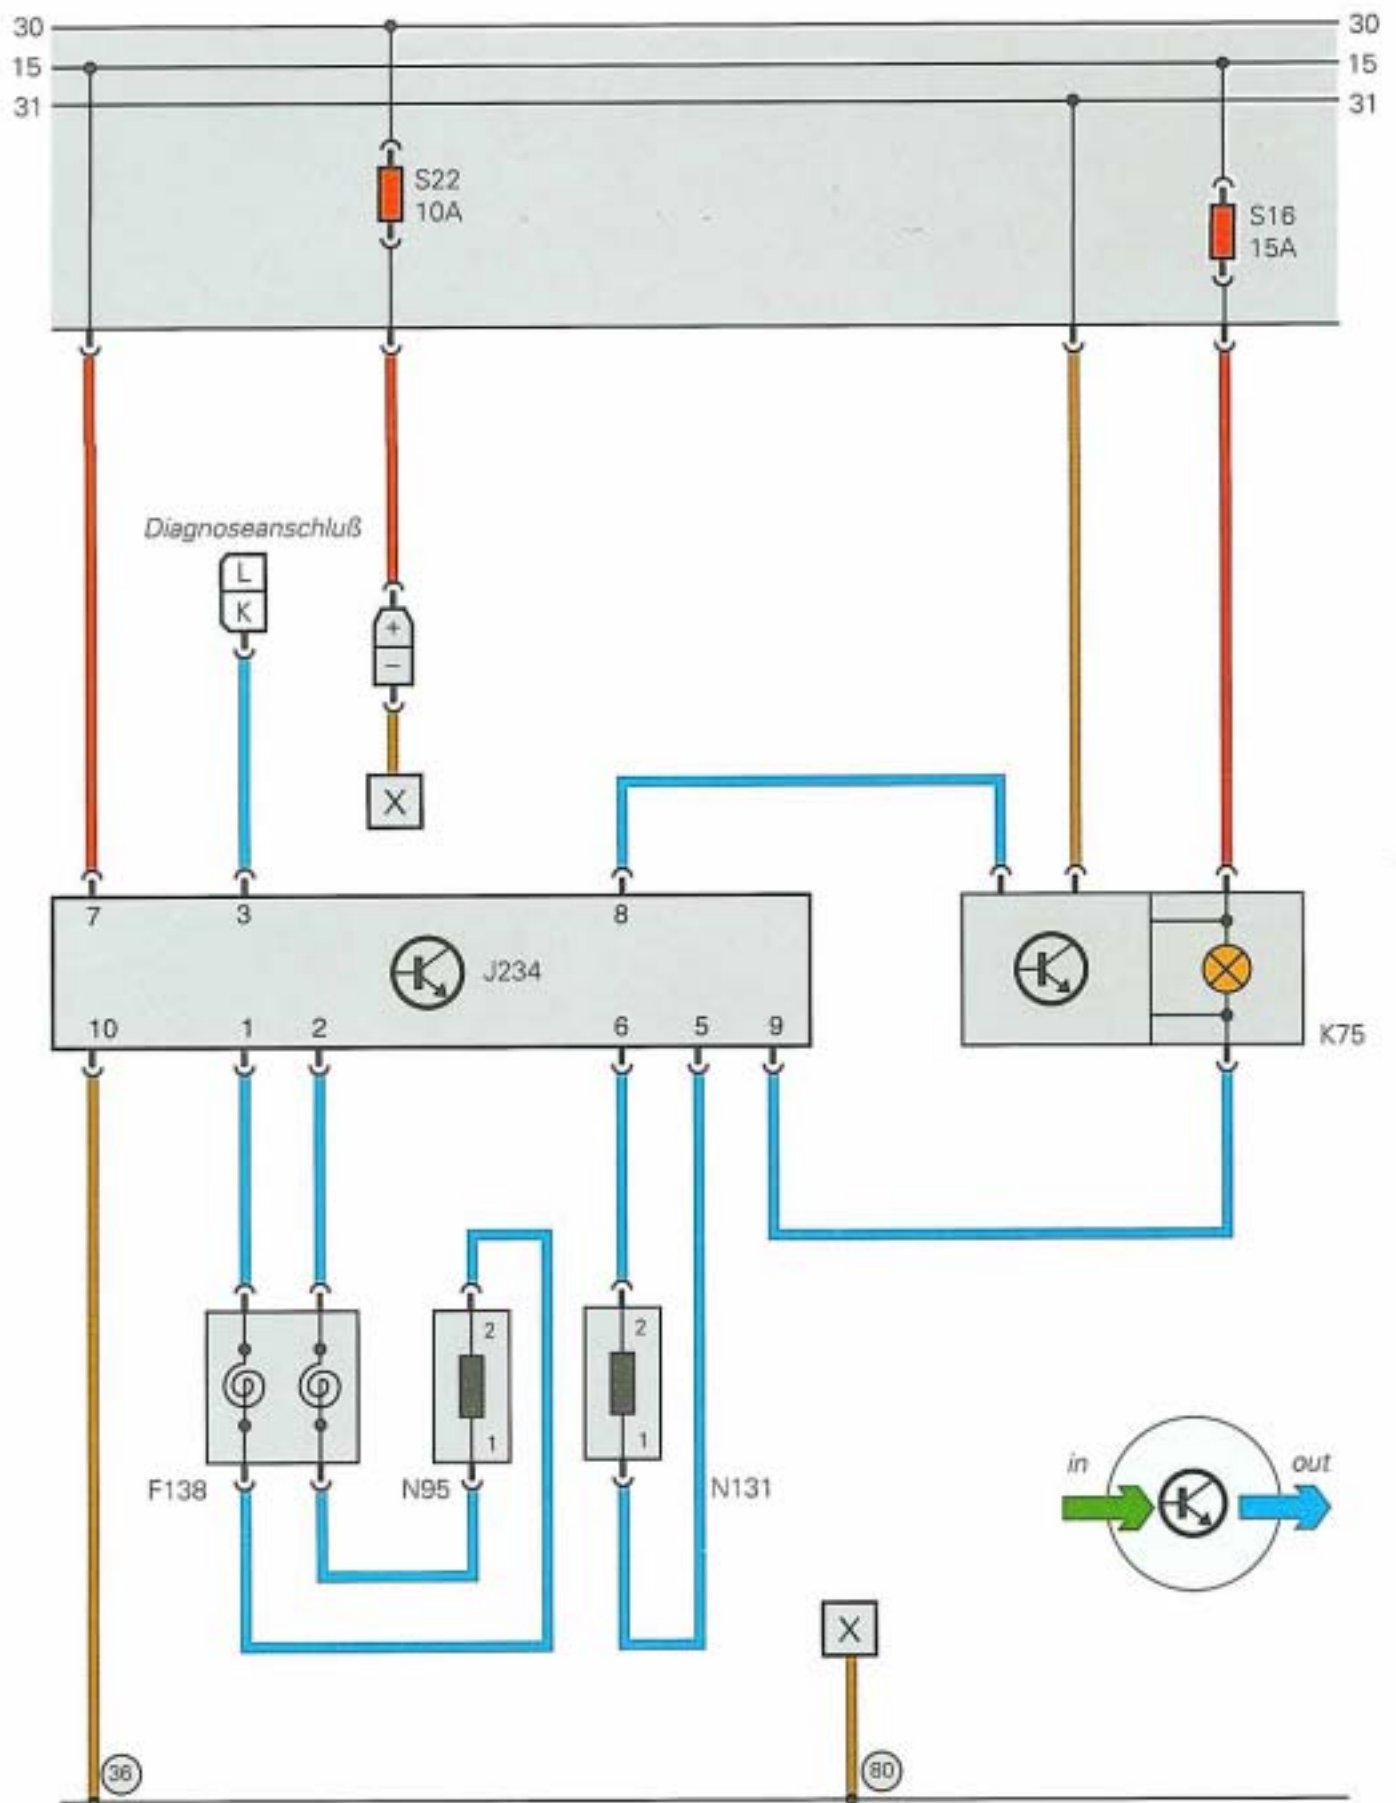 30 30
15 15
31 31
S22
10A
S16
15A
Diagnoseanschluß
L
K
+
−
X
7 3 8
J234
10 1 2 6 5 9
K75
2 2
1 1
F138 N95 N131
in out
X
36 80